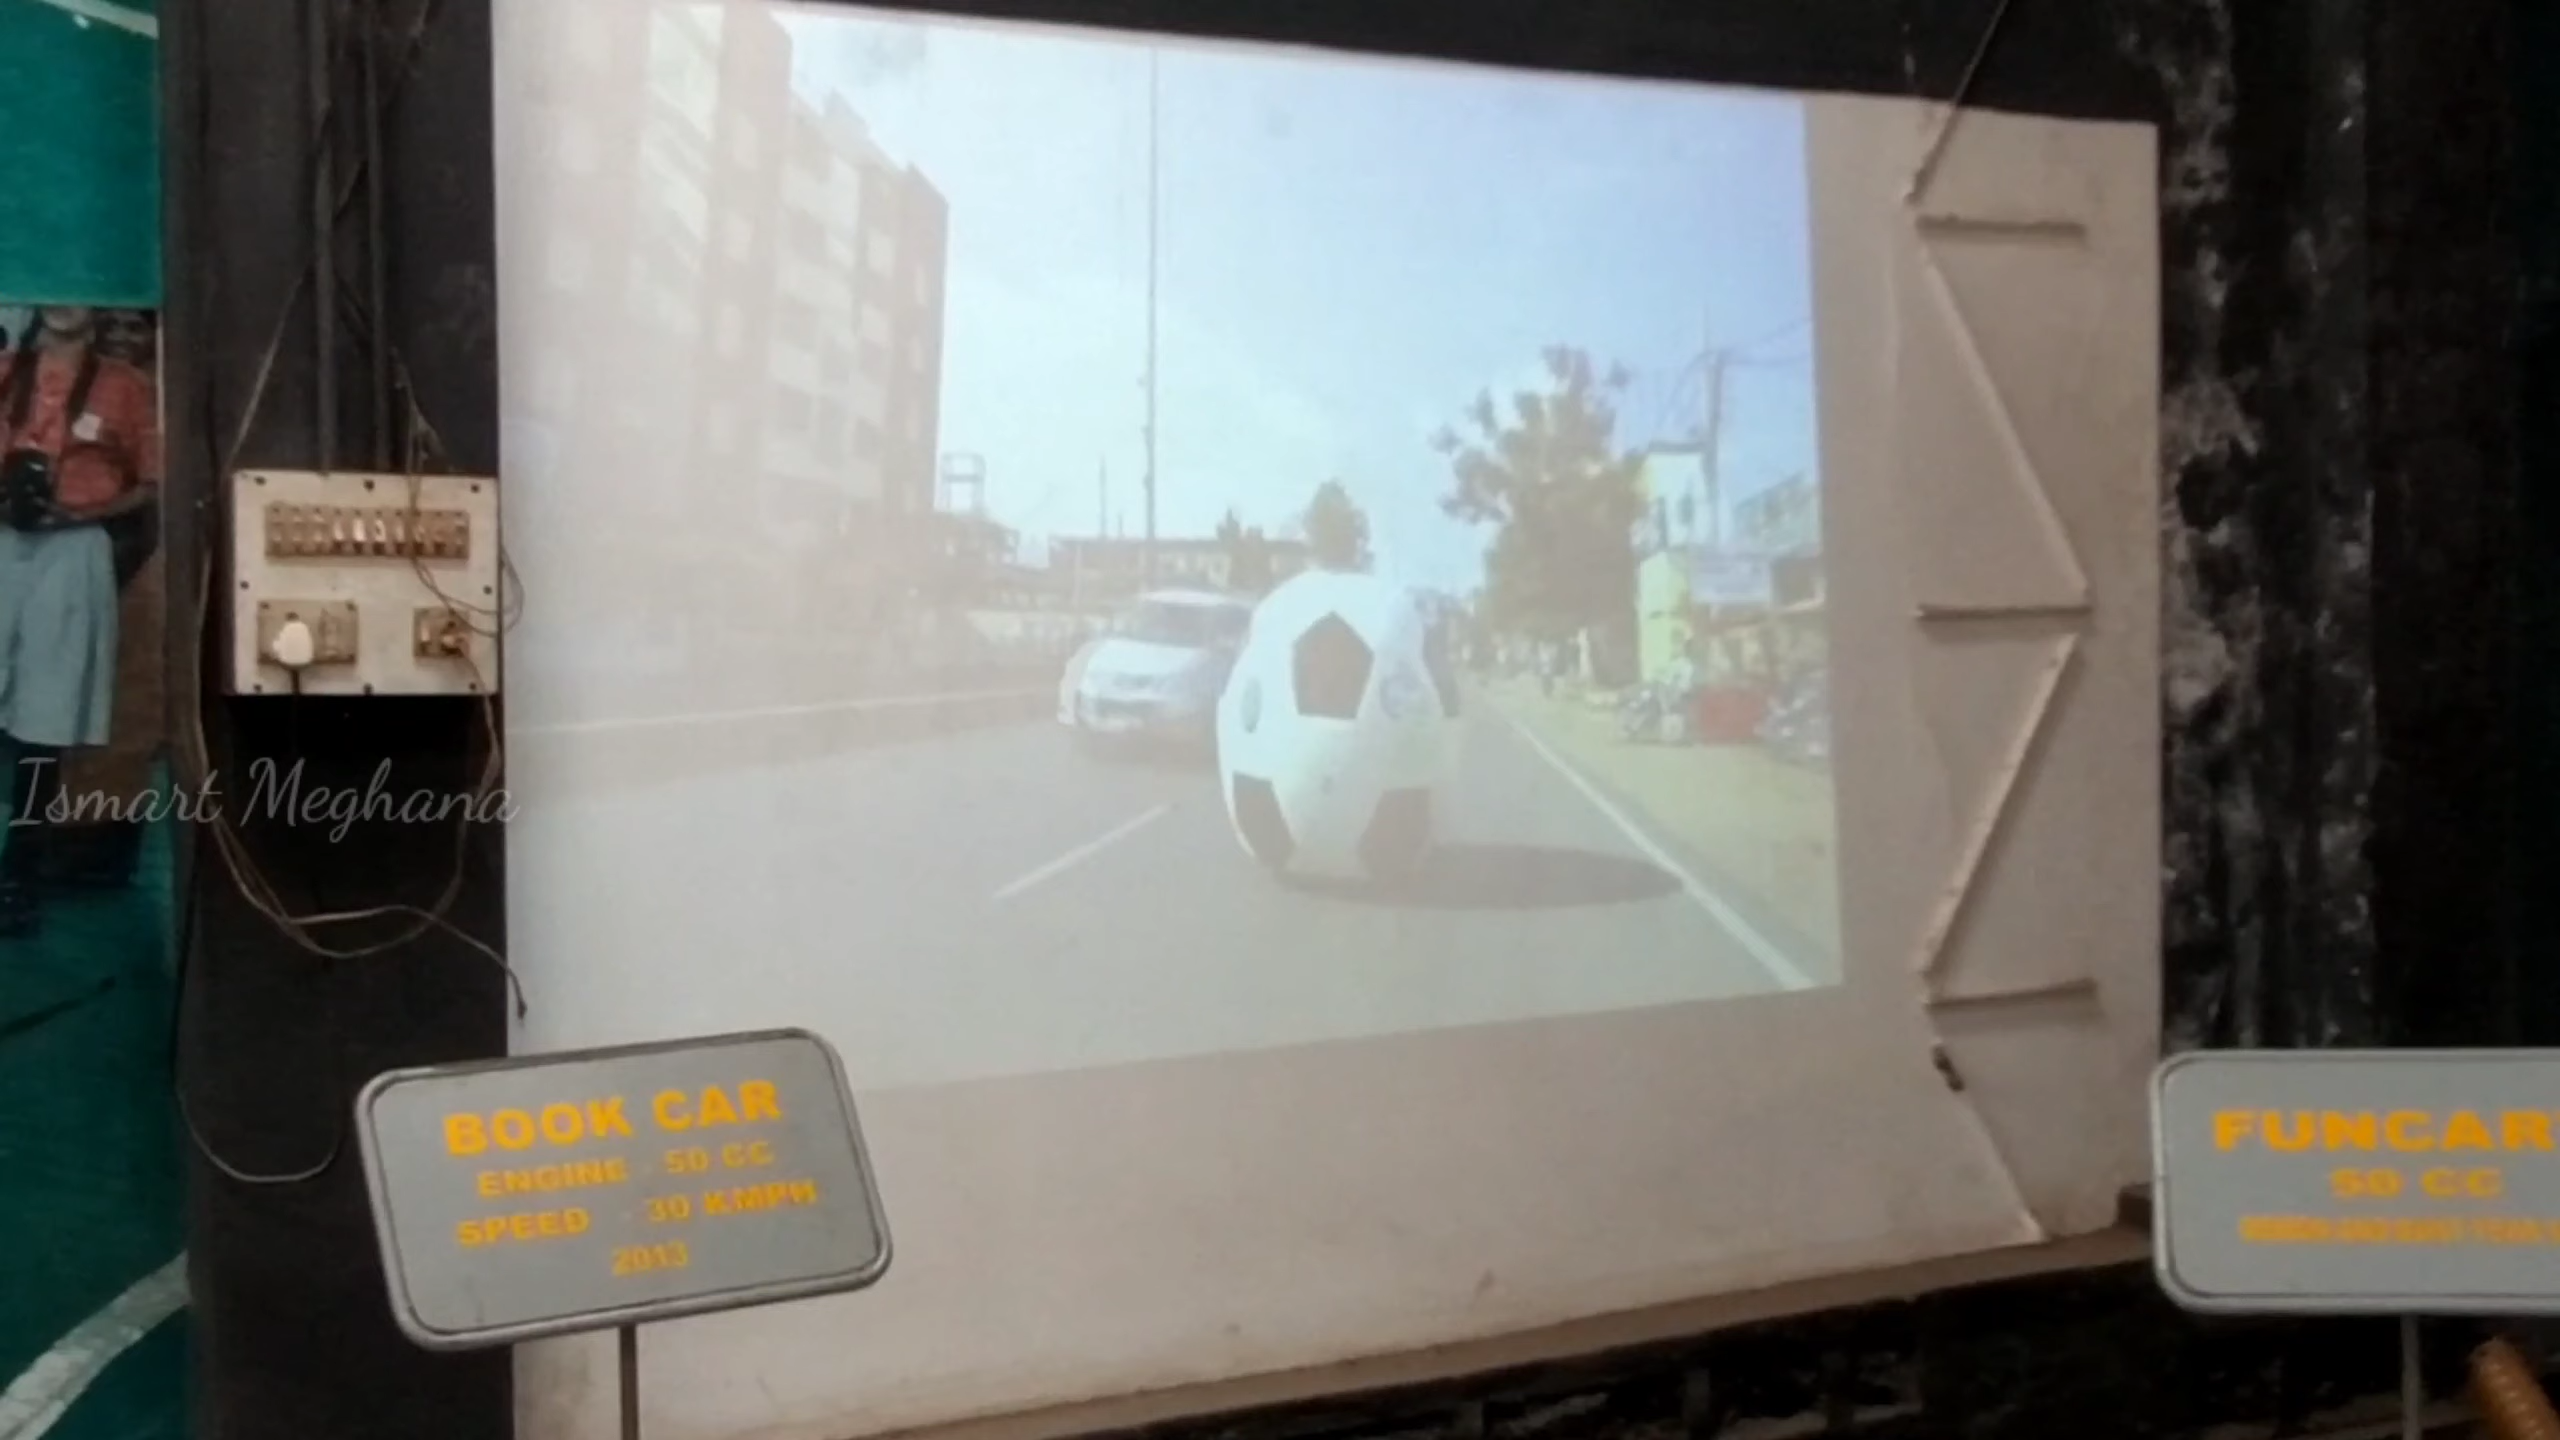 Ismart Meghana
BOOK CAR
ENGINE - 50 CC
SPEED - 30 KMPH
2013
FUNCAR
50 CC